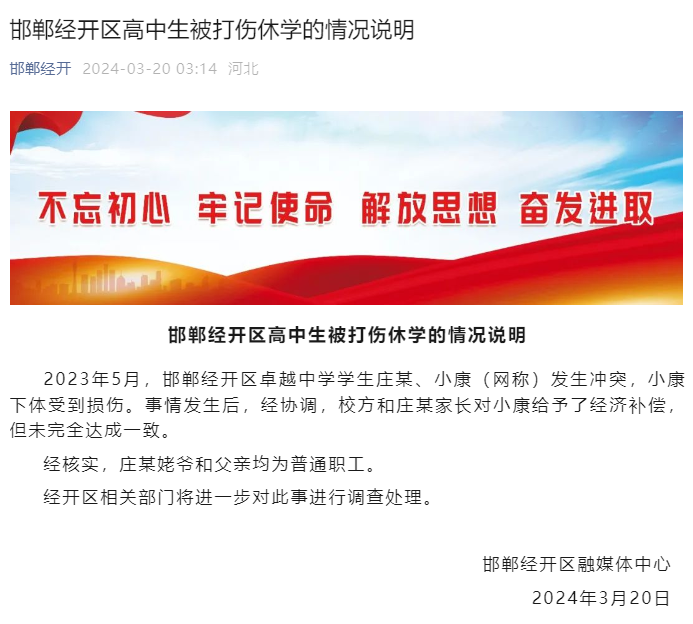 邯郸经开区高中生被打伤休学的情况说明
邯郸经开 2024-03-20 03:14 河北
不忘初心 牢记使命 解放思想 奋发进取
邯郸经开区高中生被打伤休学的情况说明
2023年5月，邯郸经开区卓越中学学生庄某、小康（网称）发生冲突，小康
下体受到损伤。事情发生后，经协调，校方和庄某家长对小康给予了经济补偿，
但未完全达成一致。
经核实，庄某姥爷和父亲均为普通职工。
经开区相关部门将进一步对此事进行调查处理。
邯郸经开区融媒体中心
2024年3月20日